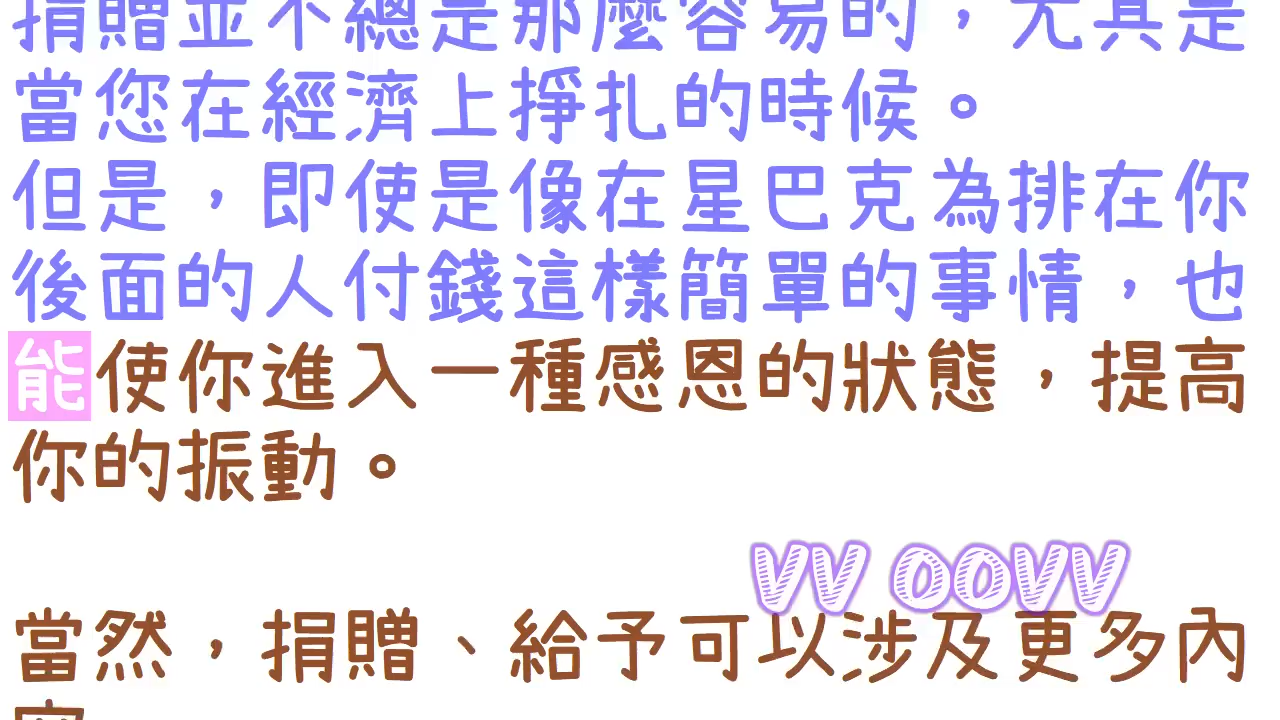 捐贈並不總是那麼容易的，尤其是
當您在經濟上掙扎的時候。
但是，即使是像在星巴克為排在你
後面的人付錢這樣簡單的事情，也
能使你進入一種感恩的狀態，提高
你的振動。
VV OOVV
當然，捐贈、給予可以涉及更多內